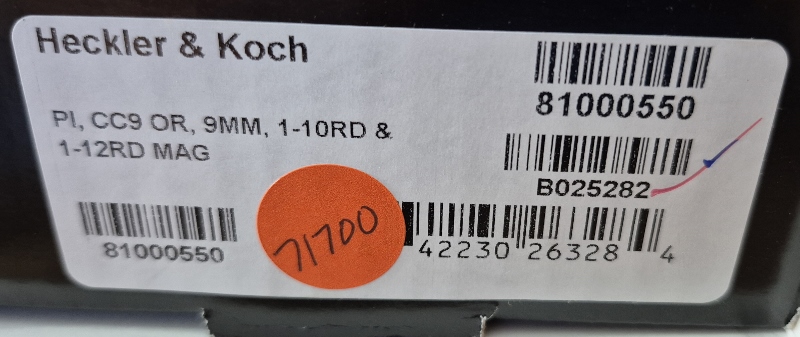 Heckler & Koch
81000550
PI, CC9 OR, 9MM, 1-10RD &
1-12RD MAG
B025282
81000550
71700
42230 26328 4